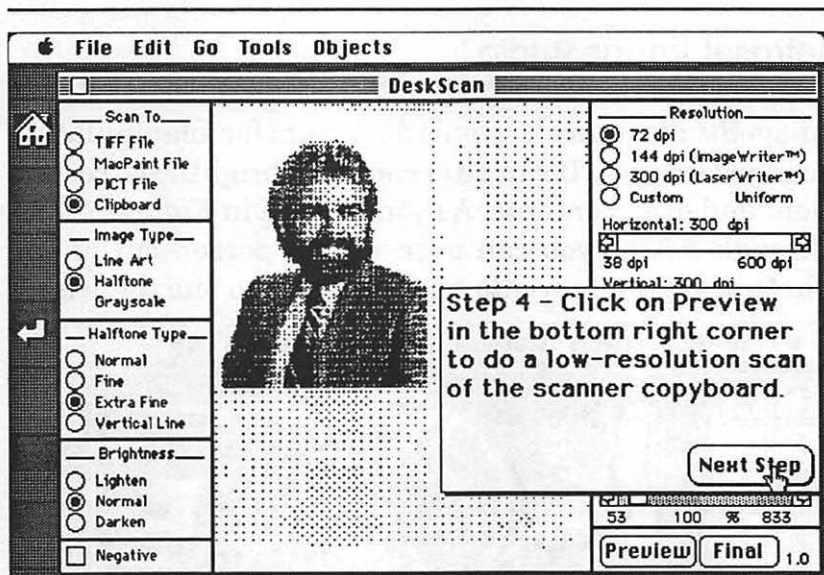 File Edit Go Tools Objects
DeskScan
Scan To
TIFF File
MacPaint File
PICT File
Clipboard
Image Type
Line Art
Halftone
Grayscale
Halftone Type
Normal
Fine
Extra Fine
Vertical Line
Brightness
Lighten
Normal
Darken
Negative
Resolution
72 dpi
144 dpi (ImageWriter™)
300 dpi (LaserWriter™)
Custom Uniform
Horizontal: 300 dpi
38 dpi 600 dpi
Vertical: 300 dpi
Step 4 - Click on Preview
in the bottom right corner
to do a low-resolution scan
of the scanner copyboard.
Next Step
53 100 % 833
Preview Final 1.0